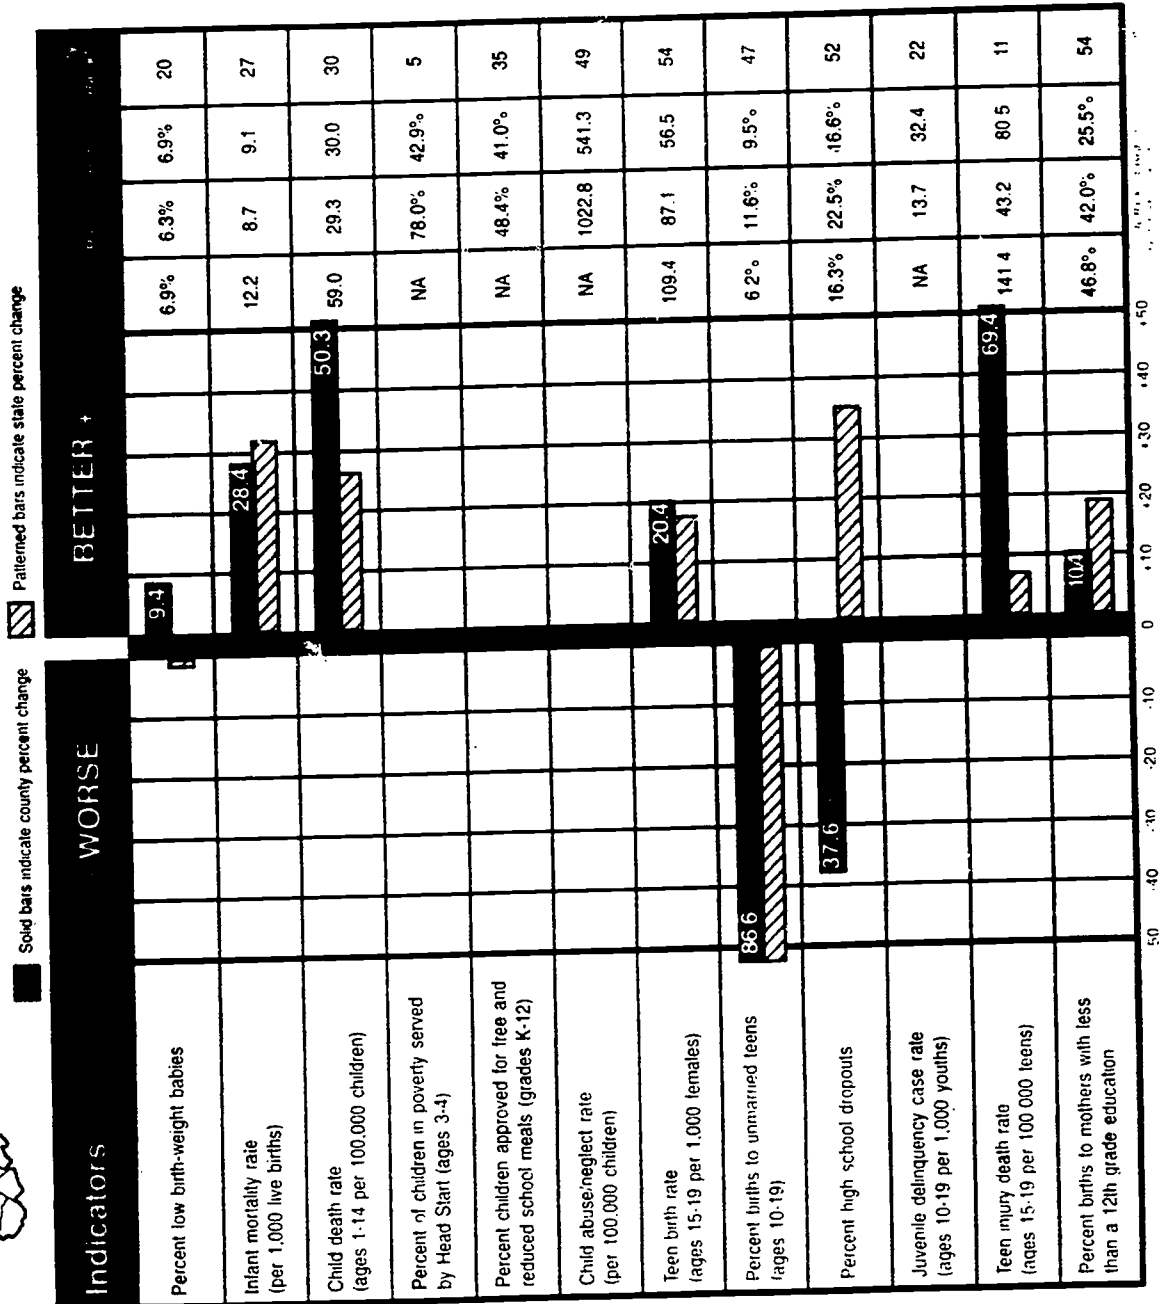 Solid bars indicate county percent change
Patterned bars indicate state percent change
Indicators
WORSE
BETTER +
Percent low birth-weight babies
9.4
6.9%
6.3%
6.9%
20
Infant mortality rate
(per 1,000 live births)
28.4
12.2
8.7
9.1
27
Child death rate
(ages 1-14 per 100,000 children)
50.3
59.0
29.3
30.0
30
Percent of children in poverty served
by Head Start (ages 3-4)
NA
78.0%
42.9%
5
Percent children approved for free and
reduced school meals (grades K-12)
NA
48.4%
41.0%
35
Child abuse/neglect rate
(per 100,000 children)
NA
1022.8
541.3
49
Teen birth rate
(ages 15-19 per 1,000 females)
20.4
109.4
87.1
56.5
54
Percent births to unmarried teens
(ages 10-19)
86 6
6 2%
11.6%
9.5%
47
Percent high school dropouts
37.6
16.3%
22.5%
16.6%
52
Juvenile delinquency case rate
(ages 10-19 per 1,000 youths)
NA
13.7
32.4
22
Teen injury death rate
(ages 15-19 per 100 000 teens)
69.4
141 4
43.2
80 5
11
Percent births to mothers with less
than a 12th grade education
10.4
46.8%
42.0%
25.5%
54
50
-40
-30
-20
-10
0
+10
+20
+30
+40
+50